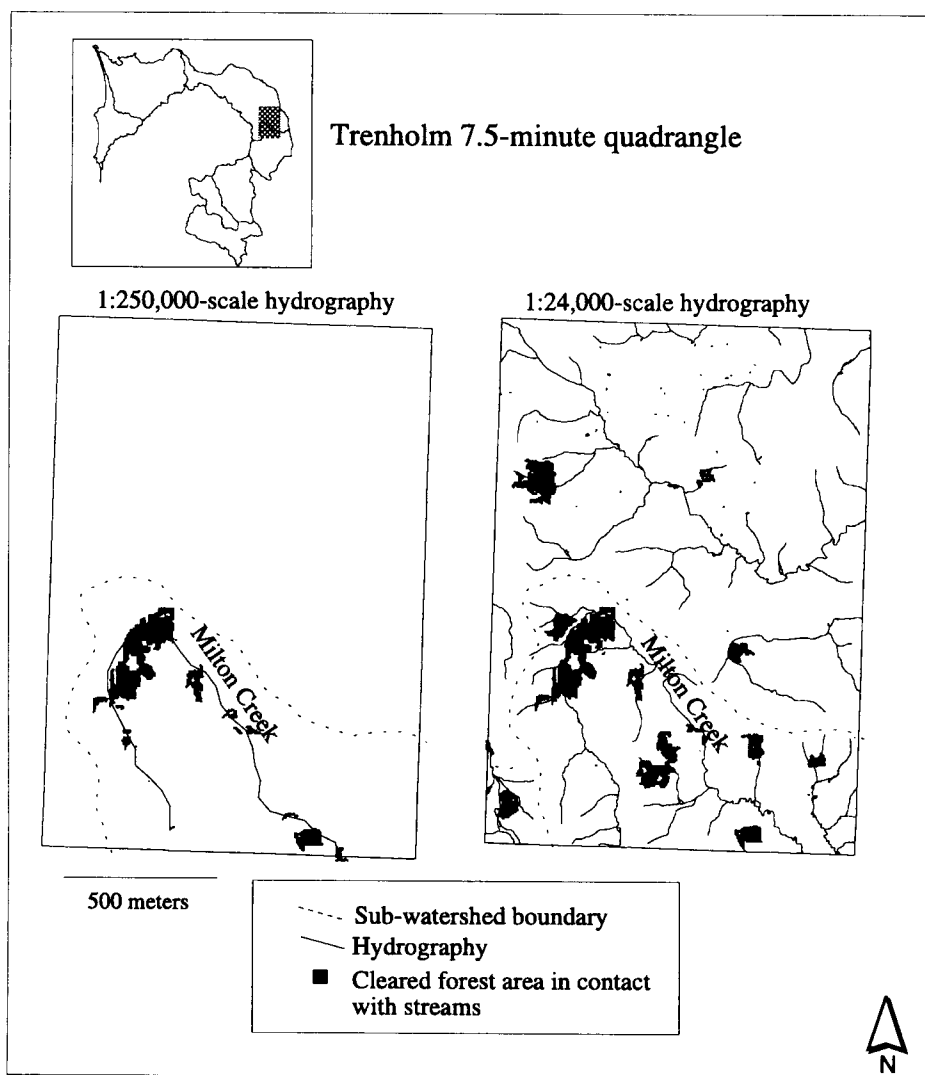 Trenholm 7.5-minute quadrangle
1:250,000-scale hydrography
1:24,000-scale hydrography
Milton Creek
Milton Creek
500 meters
Sub-watershed boundary
Hydrography
Cleared forest area in contact
with streams
N